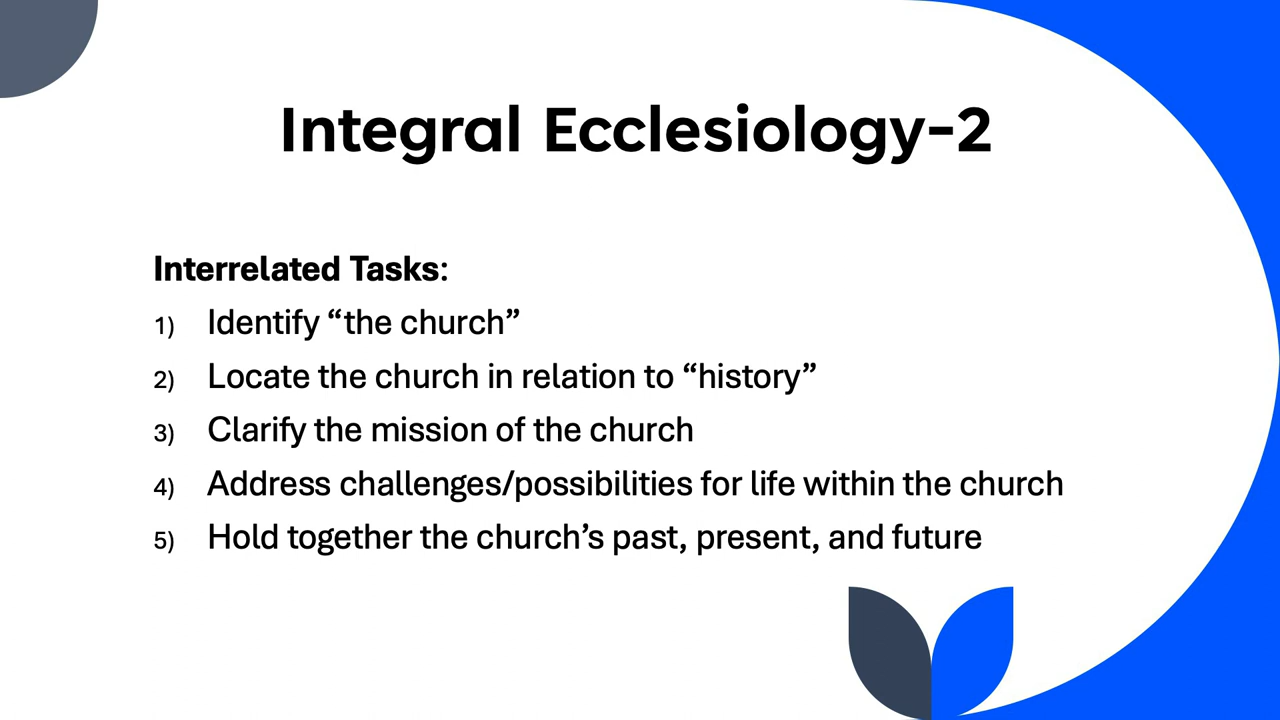 Integral Ecclesiology-2
Interrelated Tasks:
1) Identify “the church”
2) Locate the church in relation to “history”
3) Clarify the mission of the church
4) Address challenges/possibilities for life within the church
5) Hold together the church’s past, present, and future